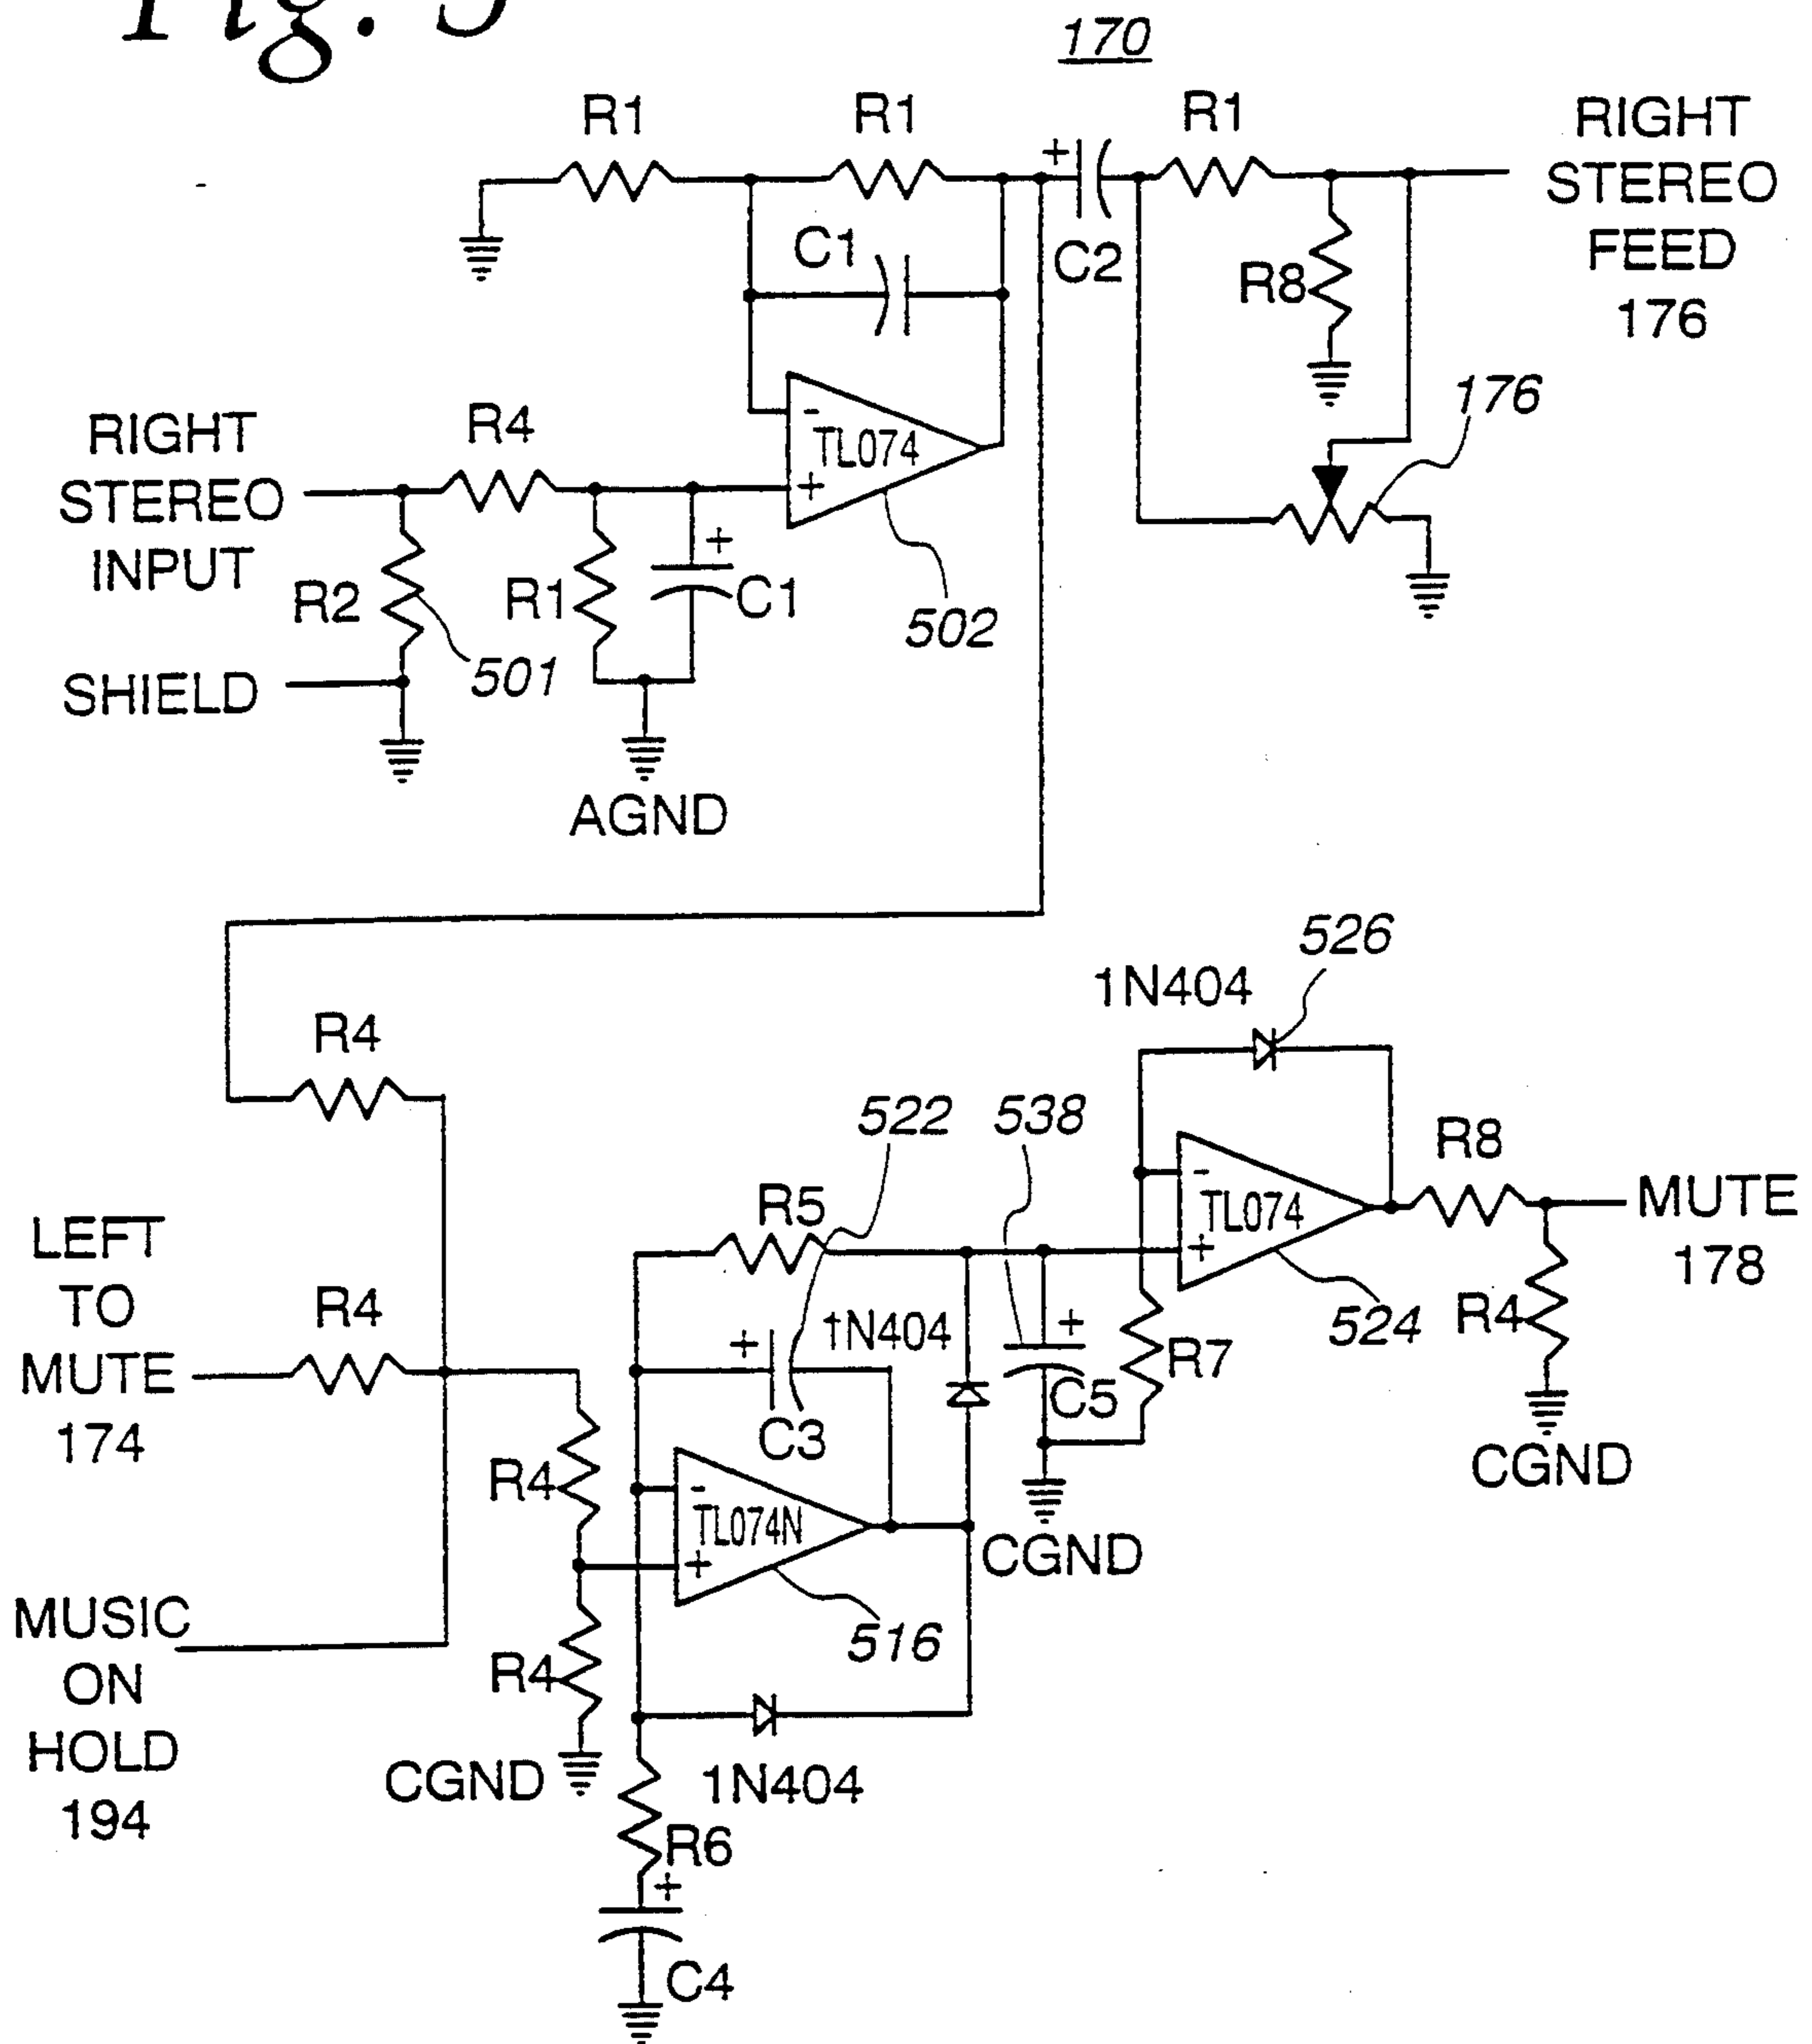 Fig. 5
170
R1
R1
R1
RIGHT
STEREO
FEED
176
C1
C2
R8
176
RIGHT
STEREO
INPUT
R4
-
TL074
+
502
R2
501
R1
+
C1
SHIELD
AGND
+
526
1N404
R4
522
538
R8
MUTE
178
-
TL074
+
524
R4
CGND
LEFT
TO
MUTE
174
R4
R5
1N404
+
C3
+
C5
R7
CGND
R4
-
TL074N
+
516
MUSIC
ON
HOLD
194
R4
CGND
1N404
R6
+
C4